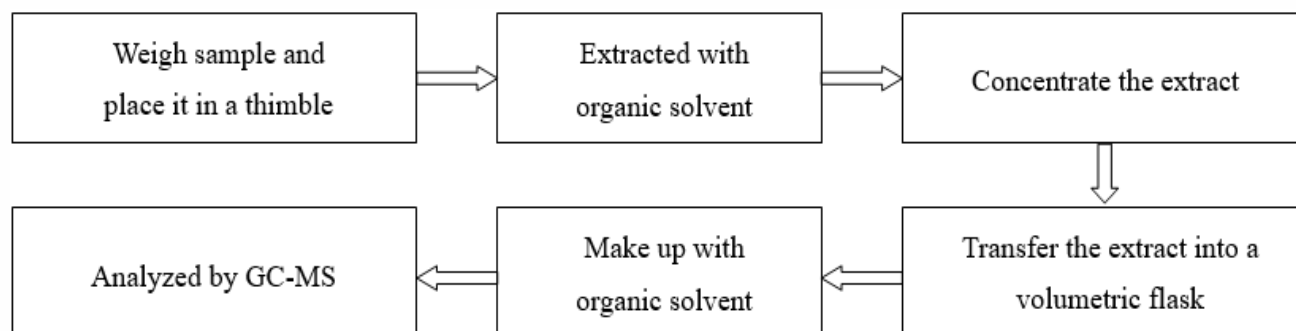 Weigh sample and
place it in a thimble
Extracted with
organic solvent
Concentrate the extract
Transfer the extract into a
volumetric flask
Make up with
organic solvent
Analyzed by GC-MS